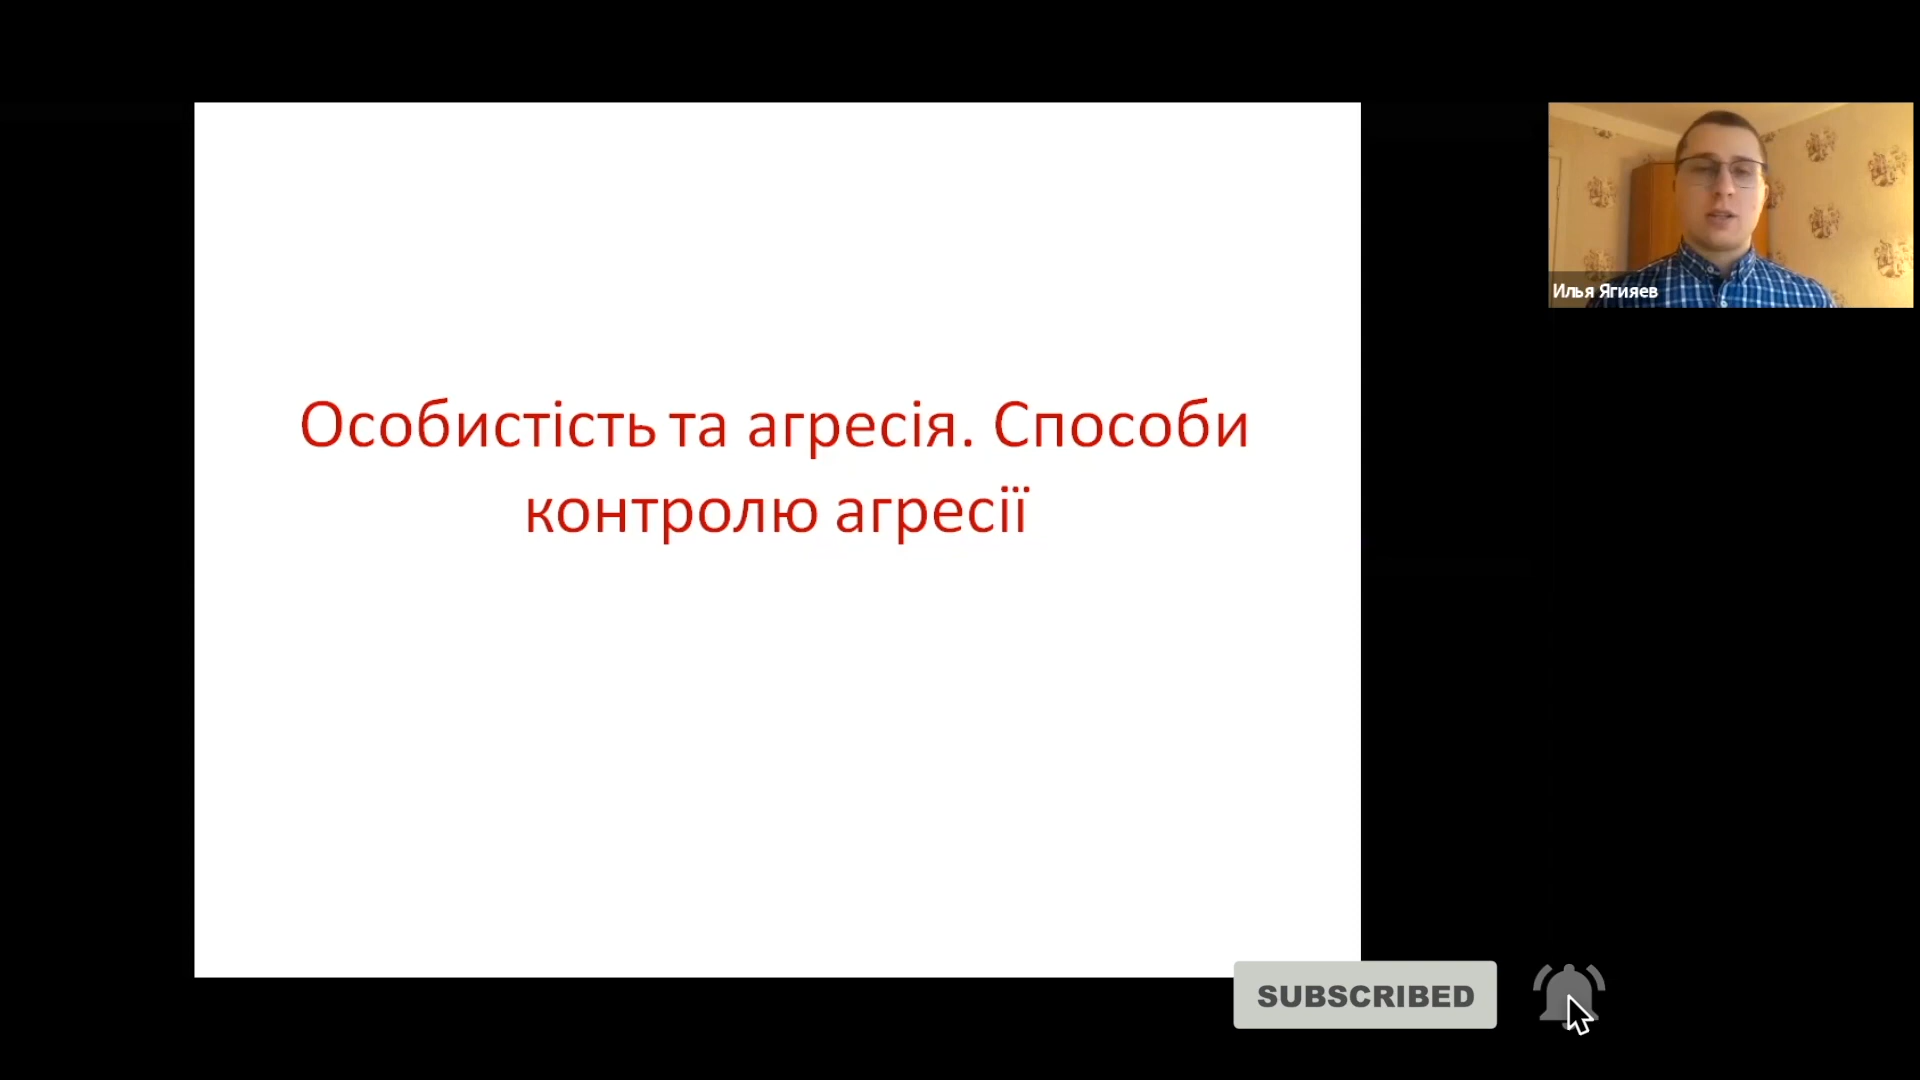 Особистість та агресія. Способи
контролю агресії
Илья Ягияев
SUBSCRIBED